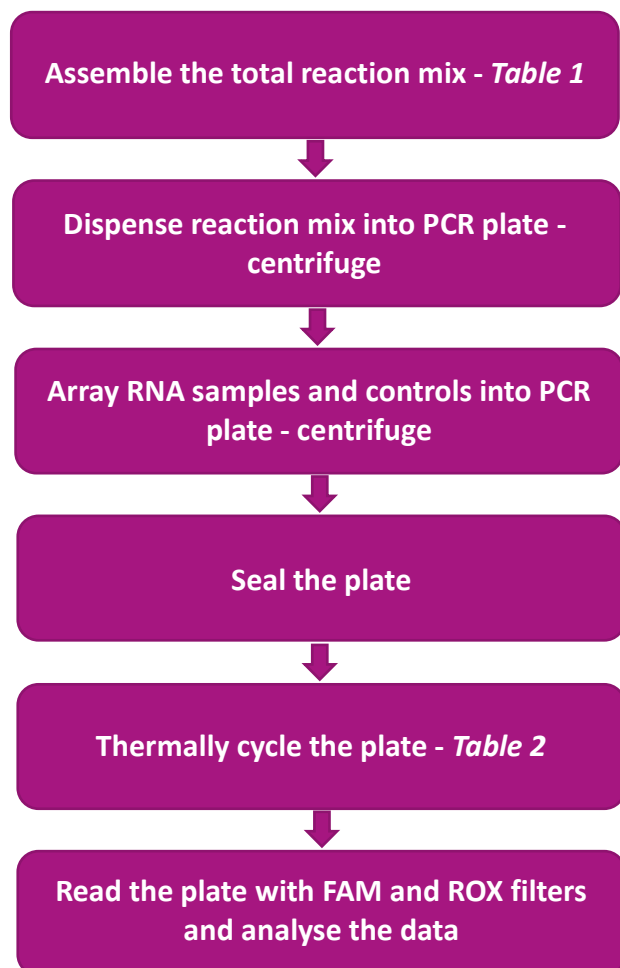 Assemble the total reaction mix - Table 1
Dispense reaction mix into PCR plate -
centrifuge
Array RNA samples and controls into PCR
plate - centrifuge
Seal the plate
Thermally cycle the plate - Table 2
Read the plate with FAM and ROX filters
and analyse the data